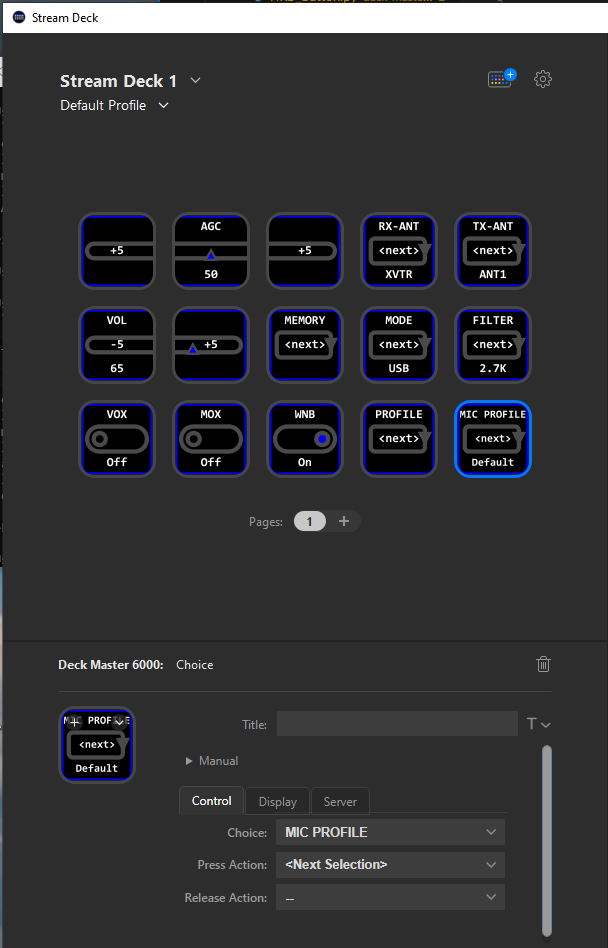 Stream Deck
Stream Deck 1
Default Profile
+5
AGC
50
+5
RX-ANT
<next>
XVTR
TX-ANT
<next>
ANT1
VOL
-5
65
+5
MEMORY
<next>
MODE
<next>
USB
FILTER
<next>
2.7K
VOX
Off
MOX
Off
WNB
On
PROFILE
<next>
MIC PROFILE
<next>
Default
Pages: 1 +
Deck Master 6000: Choice
MIC PROFILE
<next>
Default
Title:
T
Manual
Control Display Server
Choice: MIC PROFILE
Press Action: <Next Selection>
Release Action: --